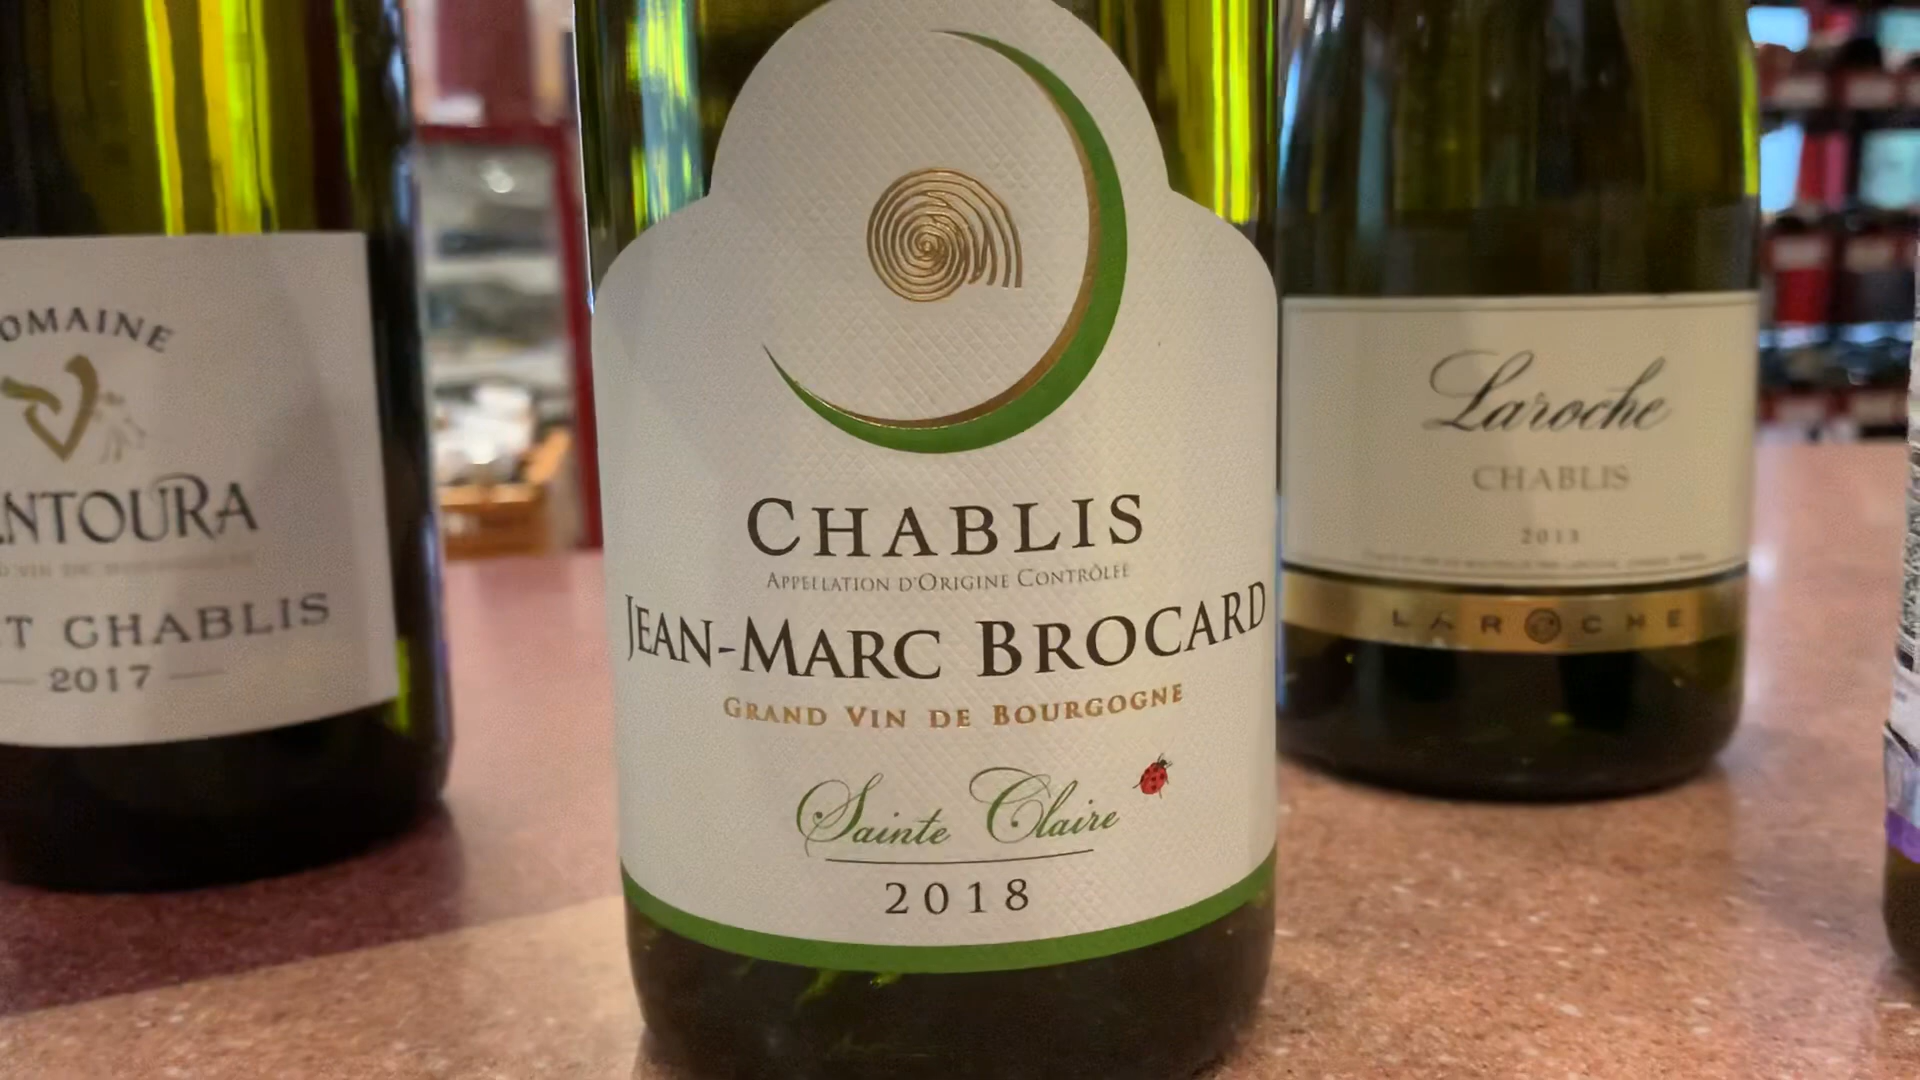 OMAINE
NTOURA
T CHABLIS
2017
CHABLIS
APPELLATION D'ORIGINE CONTRÔLÉE
JEAN-MARC BROCARD
GRAND VIN DE BOURGOGNE
Sainte Claire
2018
Laroche
CHABLIS
2013
LAROCHE